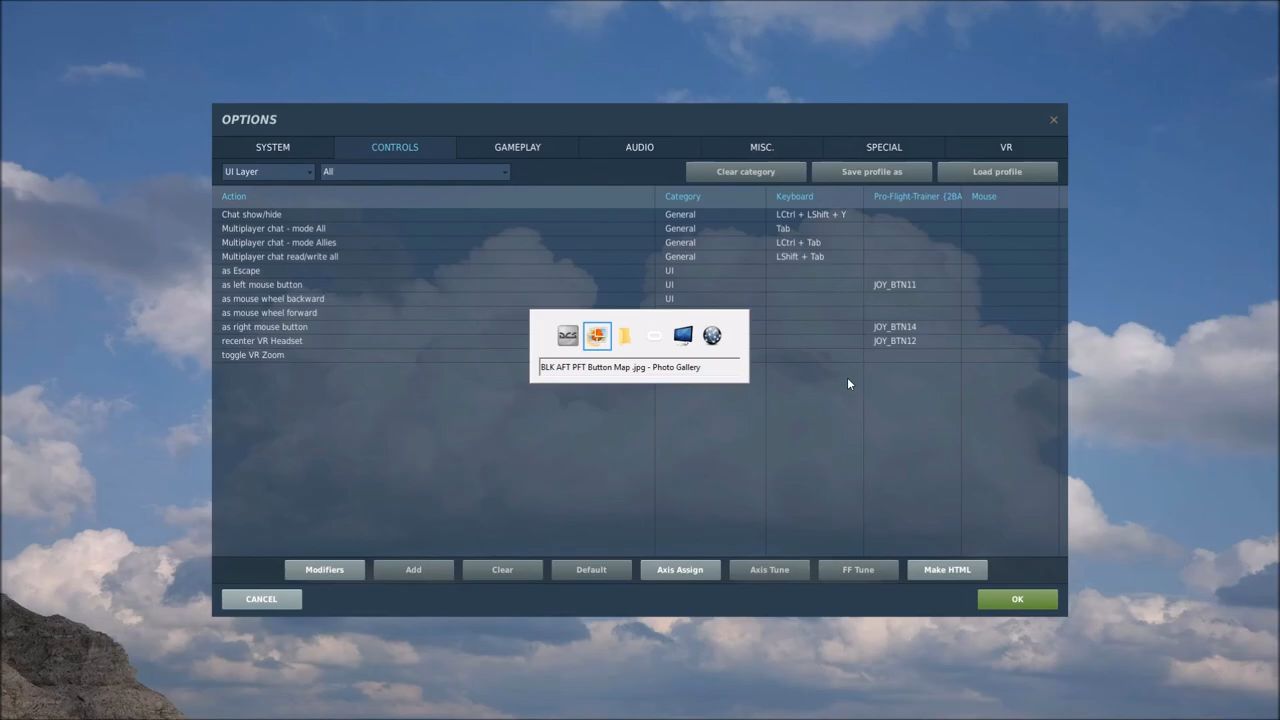 OPTIONS
SYSTEM CONTROLS GAMEPLAY AUDIO MISC. SPECIAL VR
UI Layer All Clear category Save profile as Load profile
Action Category Keyboard Pro-Flight-Trainer {2BA Mouse
Chat show/hide General LCtrl + LShift + Y
Multiplayer chat - mode All General Tab
Multiplayer chat - mode Allies General LCtrl + Tab
Multiplayer chat read/write all General LShift + Tab
as Escape UI
as left mouse button UI JOY_BTN11
as mouse wheel backward UI
as mouse wheel forward
as right mouse button JOY_BTN14
recenter VR Headset JOY_BTN12
toggle VR Zoom
DCS
BLK AFT PFT Button Map .jpg - Photo Gallery
Modifiers Add Clear Default Axis Assign Axis Tune FF Tune Make HTML
CANCEL OK